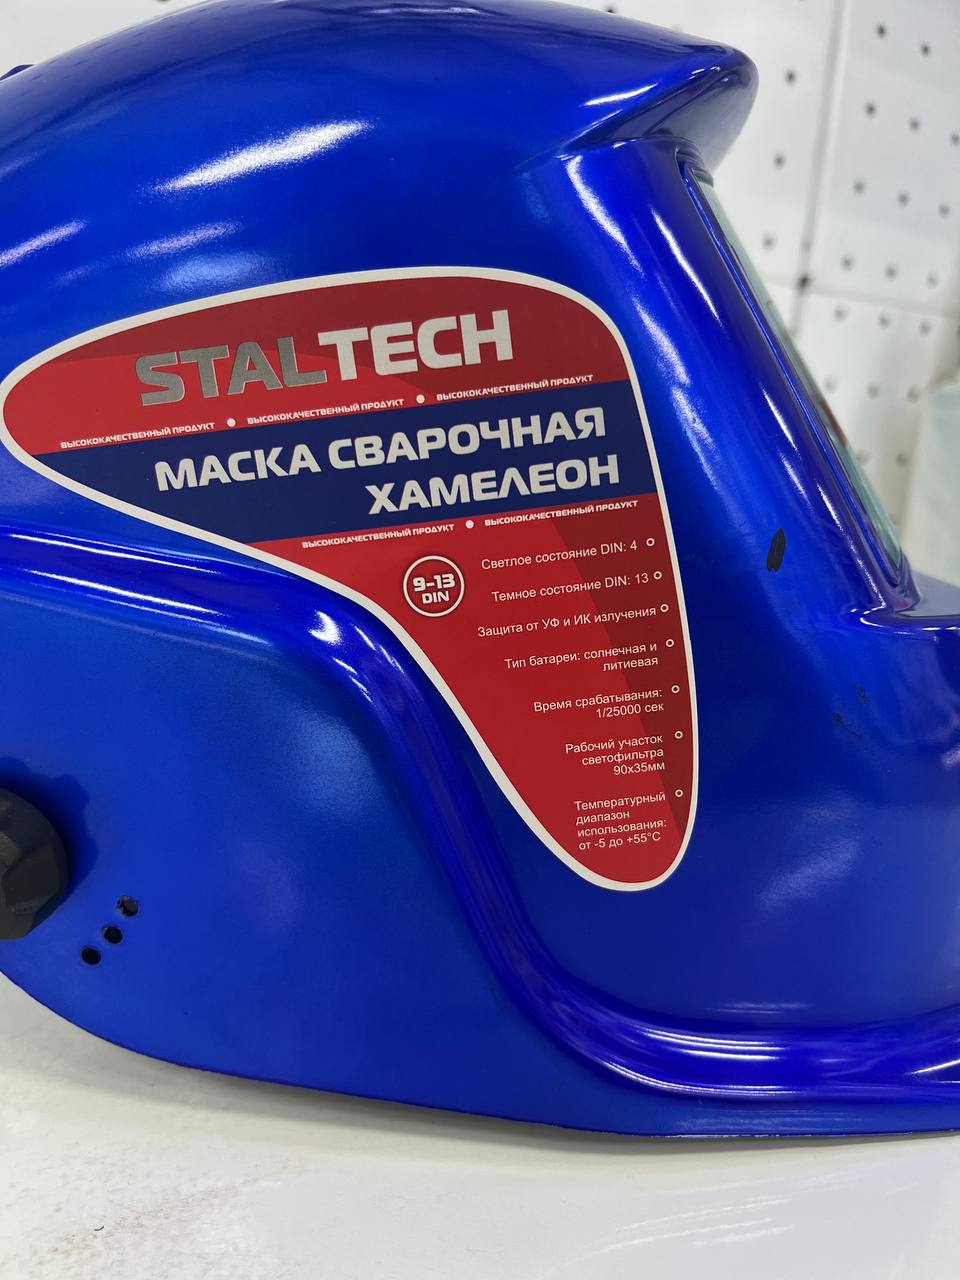 STALTECH
ВЫСОКОКАЧЕСТВЕННЫЙ ПРОДУКТ ● ВЫСОКОКАЧЕСТВЕННЫЙ ПРОДУКТ ● ВЫСОКОКАЧЕСТВЕННЫЙ ПРОДУКТ
МАСКА СВАРОЧНАЯ
ХАМЕЛЕОН
ВЫСОКОКАЧЕСТВЕННЫЙ ПРОДУКТ ● ВЫСОКОКАЧЕСТВЕННЫЙ ПРОДУКТ
9-13
DIN
Светлое состояние DIN: 4
Темное состояние DIN: 13
Защита от УФ и ИК излучения
Тип батареи: солнечная и
литиевая
Время срабатывания:
1/25000 сек
Рабочий участок
светофильтра
90х35мм
Температурный
диапазон
использования:
от -5 до +55°С